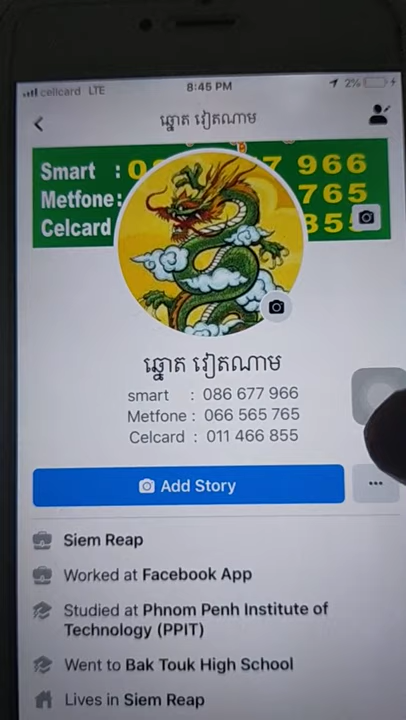 cellcard LTE
8:45 PM
2%
ឆ្នោត វៀតណាម
Smart : 0 7 966
Metfone: 765
Celcard 855
ឆ្នោត វៀតណាម
smart : 086 677 966
Metfone : 066 565 765
Celcard : 011 466 855
Add Story
Siem Reap
Worked at Facebook App
Studied at Phnom Penh Institute of
Technology (PPIT)
Went to Bak Touk High School
Lives in Siem Reap